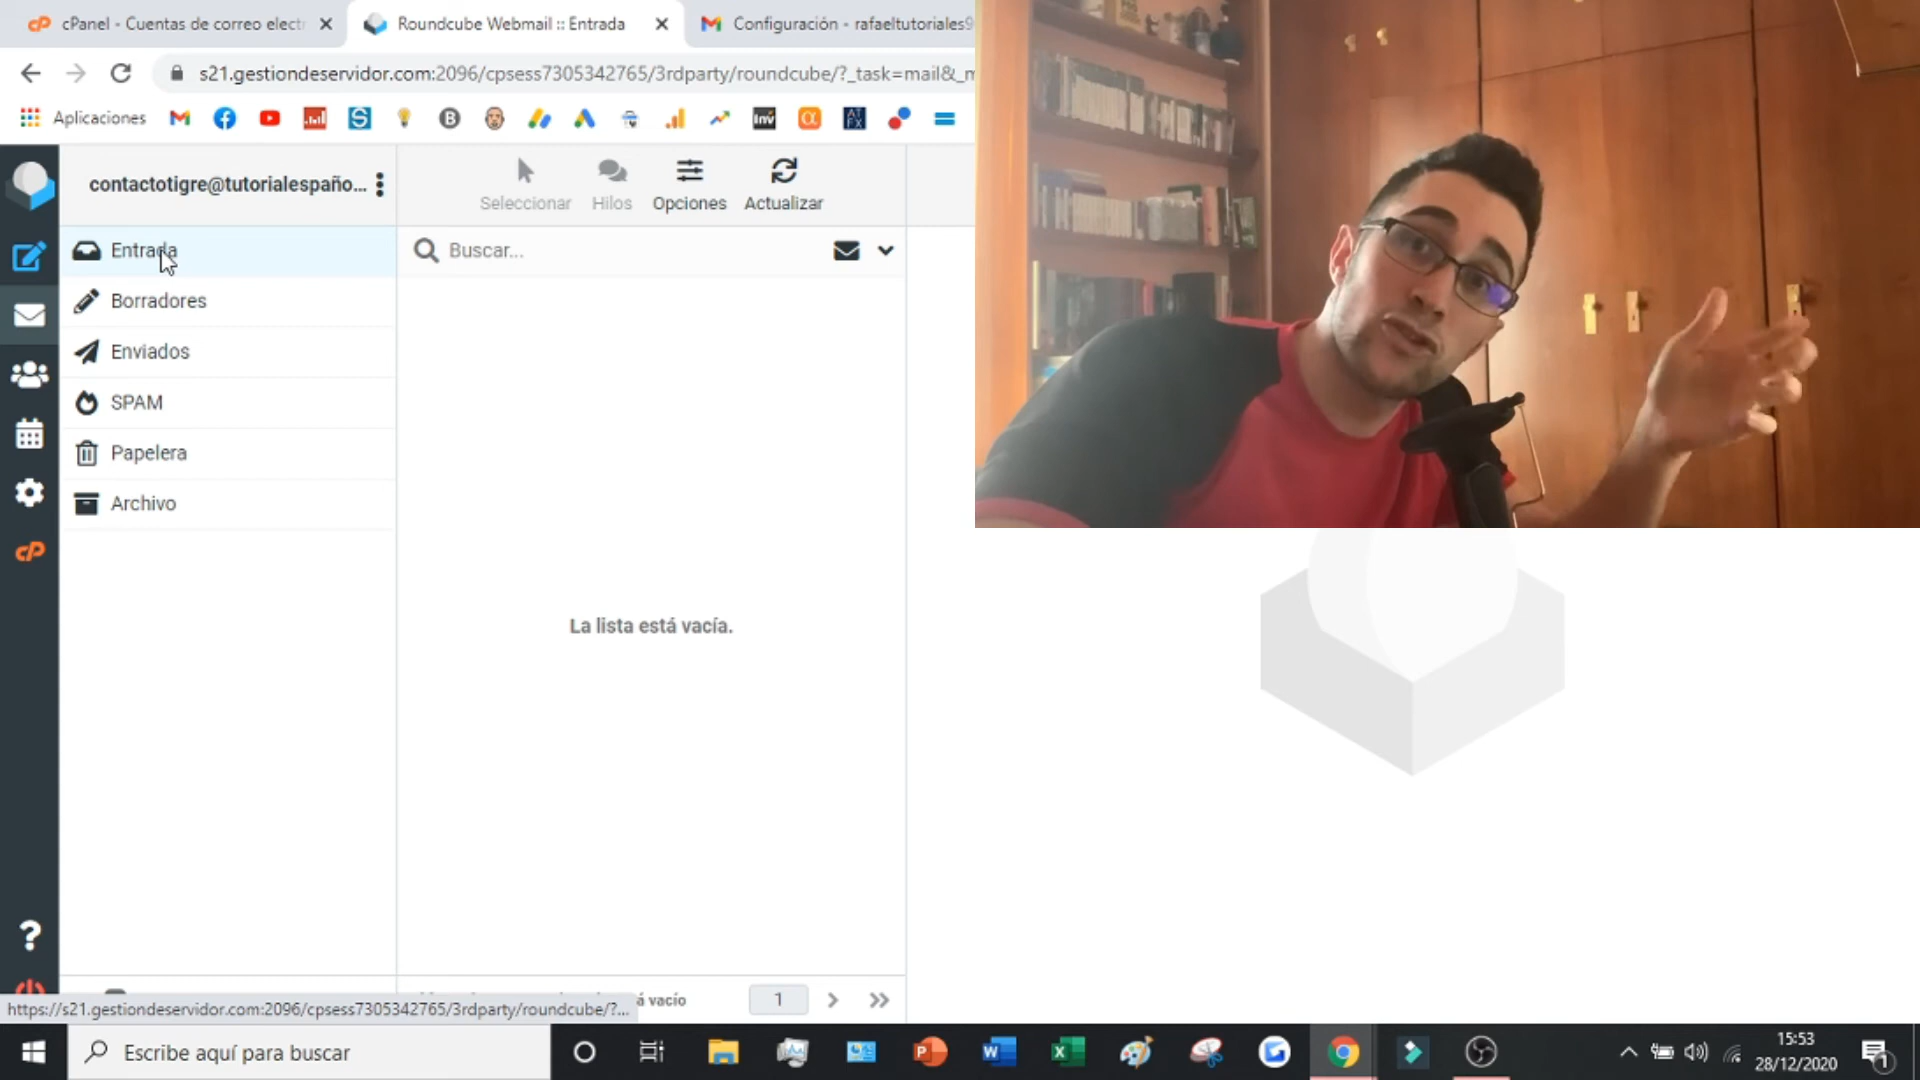 cPanel - Cuentas de correo electr
Roundcube Webmail :: Entrada
Configuración - rafaeltutoriales9
s21.gestiondeservidor.com:2096/cpsess7305342765/3rdparty/roundcube/?_task=mail&_m
Aplicaciones
contactotigre@tutorialespaño...
Seleccionar
Hilos
Opciones
Actualizar
Entrada
Buscar...
Borradores
Enviados
SPAM
Papelera
Archivo
La lista está vacía.
vacío
1
https://s21.gestiondeservidor.com:2096/cpsess7305342765/3rdparty/roundcube/?...
Escribe aquí para buscar
15:53
28/12/2020
1